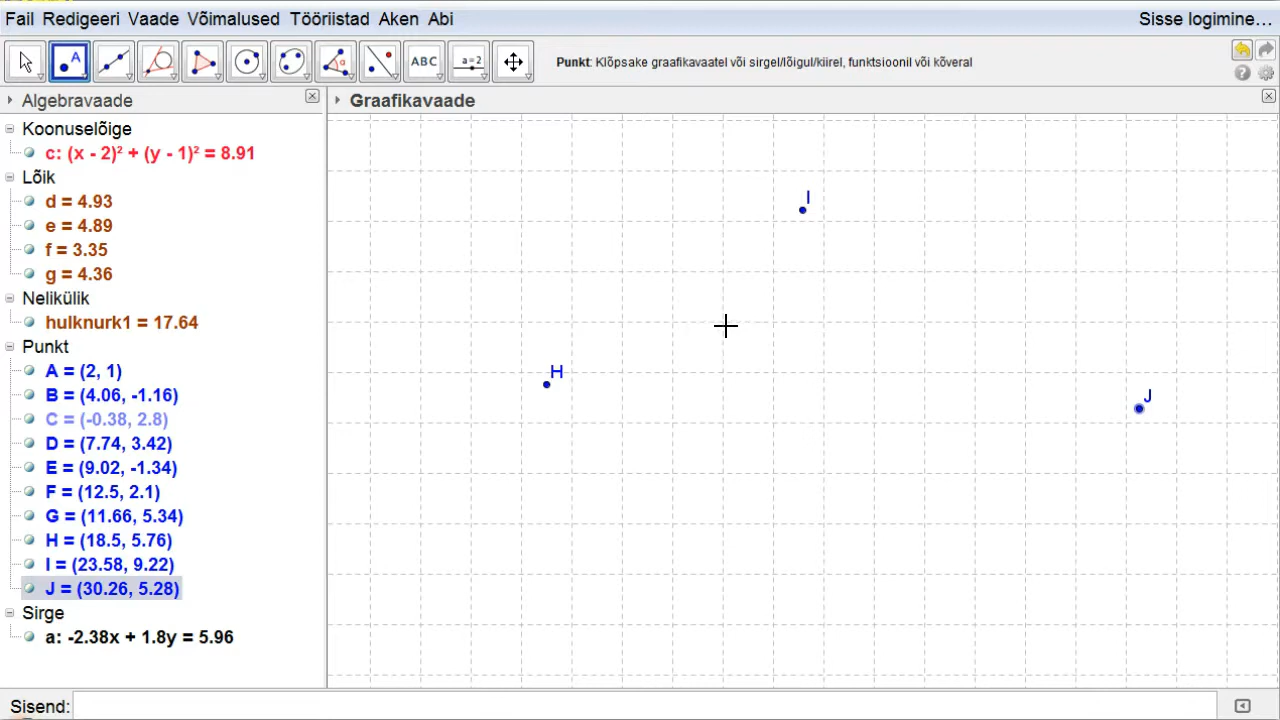 Fail Redigeeri Vaade Võimalused Tööriistad Aken Abi
Sisse logimine…
A
ABC
a=2
Punkt: Klõpsake graafikavaatel või sirgel/lõigul/kiirel, funktsioonil või kõveral
Algebravaade
Graafikavaade
Koonuselõige
c: (x - 2)² + (y - 1)² = 8.91
Lõik
d = 4.93
e = 4.89
f = 3.35
g = 4.36
Nelikülik
hulknurk1 = 17.64
Punkt
A = (2, 1)
B = (4.06, -1.16)
C = (-0.38, 2.8)
D = (7.74, 3.42)
E = (9.02, -1.34)
F = (12.5, 2.1)
G = (11.66, 5.34)
H = (18.5, 5.76)
I = (23.58, 9.22)
J = (30.26, 5.28)
Sirge
a: -2.38x + 1.8y = 5.96
I
H
J
Sisend: